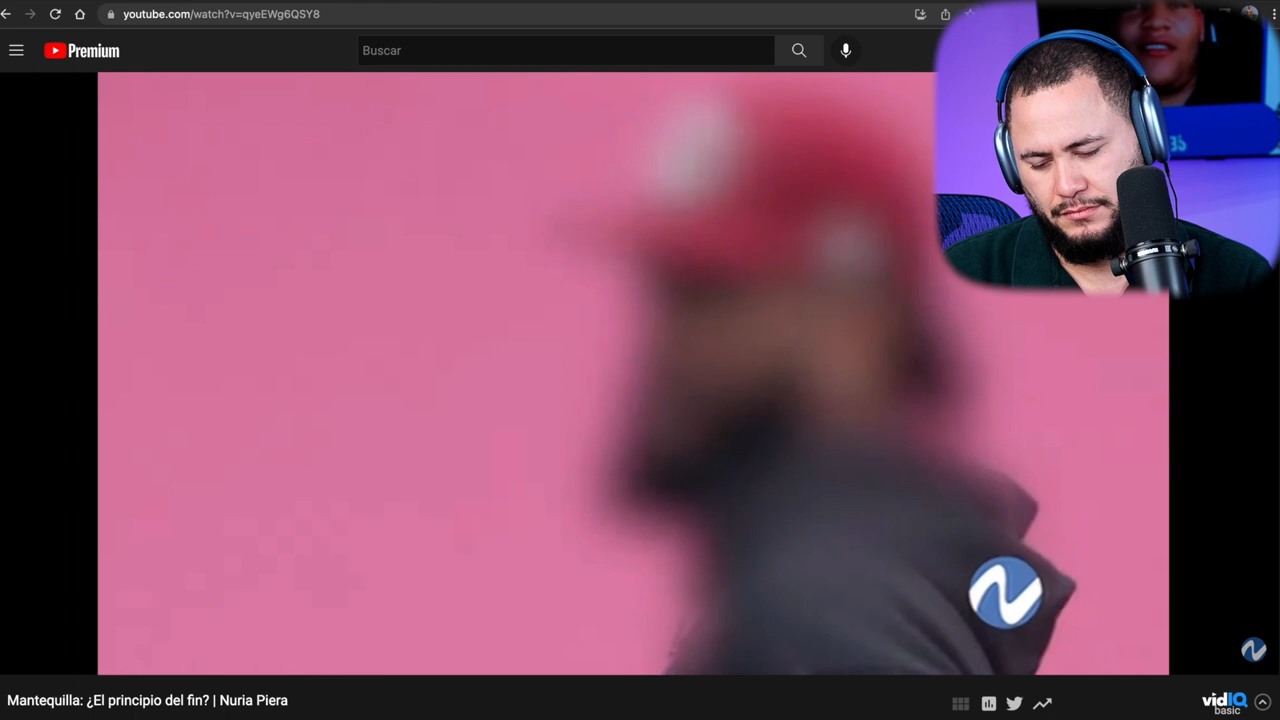 youtube.com/watch?v=qyeEWg6QSY8
Premium
Buscar
Mantequilla: ¿El principio del fin? | Nuria Piera
vidIQ
basic